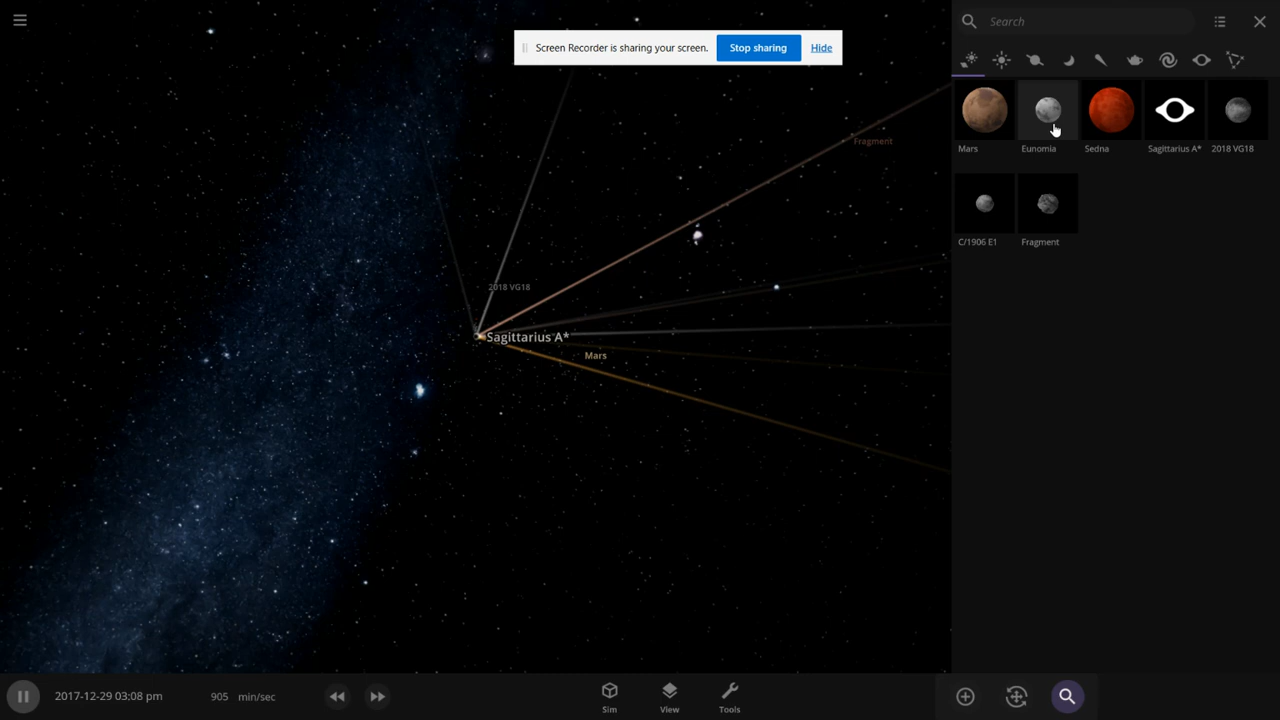 Search
Screen Recorder is sharing your screen. Stop sharing Hide
Mars Eunomia Sedna Sagittarius A* 2018 VG18
C/1906 E1 Fragment
Fragment
2018 VG18
Sagittarius A*
Mars
2017-12-29 03:08 pm 905 min/sec
Sim View Tools